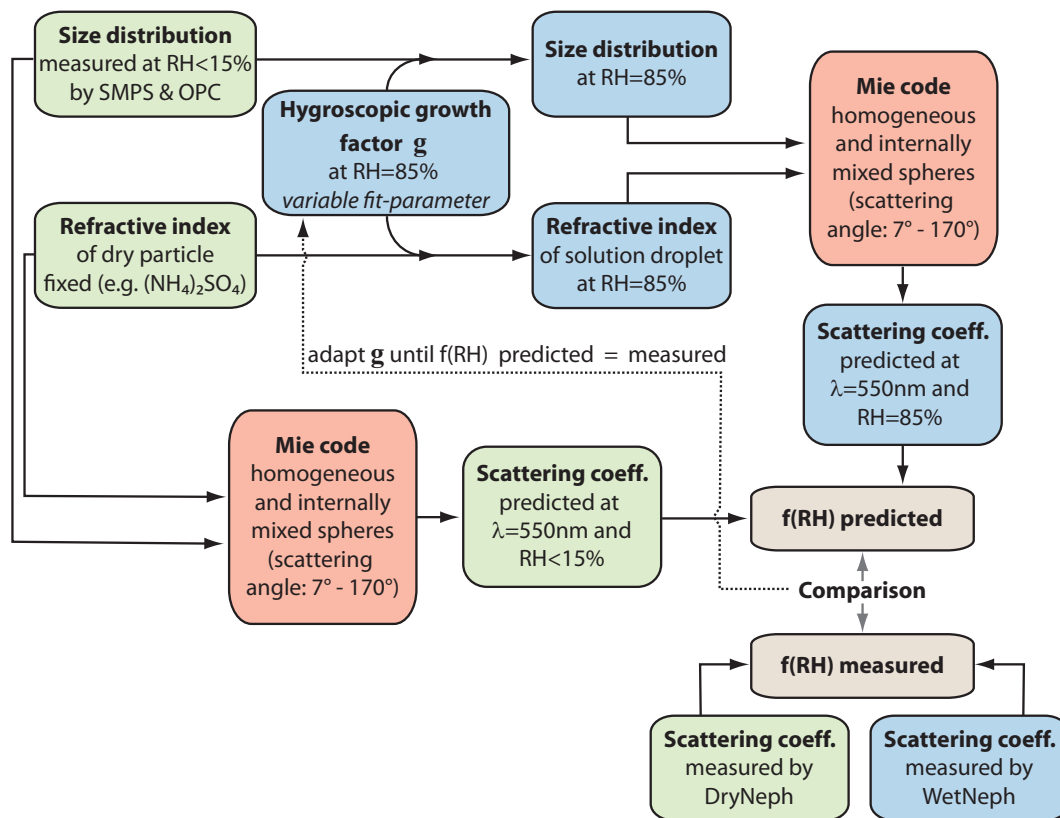 Size distribution
measured at RH<15%
by SMPS & OPC
Hygroscopic growth
factor g
at RH=85%
variable fit-parameter
Size distribution
at RH=85%
Mie code
homogeneous
and internally
mixed spheres
(scattering
angle: 7° - 170°)
Refractive index
of dry particle
fixed (e.g. (NH₄)₂SO₄)
Refractive index
of solution droplet
at RH=85%
Scattering coeff.
predicted at
λ=550nm and
RH=85%
adapt g until f(RH) predicted = measured
Mie code
homogeneous
and internally
mixed spheres
(scattering
angle: 7° - 170°)
Scattering coeff.
predicted at
λ=550nm and
RH<15%
f(RH) predicted
Comparison
f(RH) measured
Scattering coeff.
measured by
DryNeph
Scattering coeff.
measured by
WetNeph